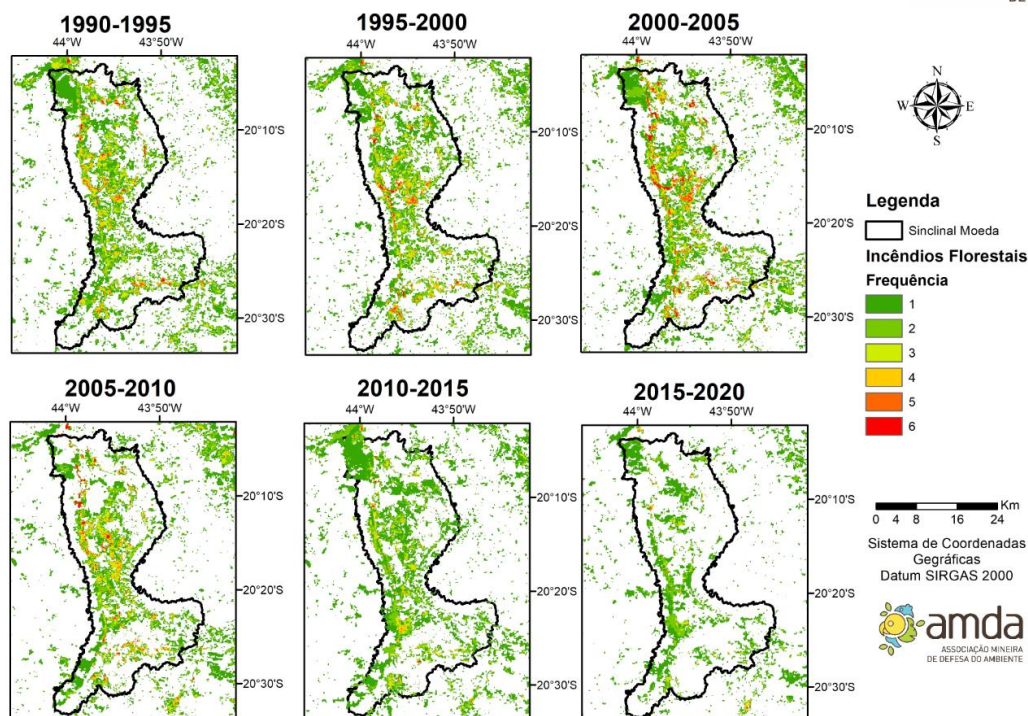 1990-1995
44°W 43°50'W
20°10'S
20°20'S
20°30'S
1995-2000
44°W 43°50'W
20°10'S
20°20'S
20°30'S
2000-2005
44°W 43°50'W
20°10'S
20°20'S
20°30'S
2005-2010
44°W 43°50'W
20°10'S
20°20'S
20°30'S
2010-2015
44°W 43°50'W
20°10'S
20°20'S
20°30'S
2015-2020
44°W 43°50'W
20°10'S
20°20'S
20°30'S
N
W E
S
Legenda
Sinclinal Moeda
Incêndios Florestais
Frequência
1
2
3
4
5
6
Km
0 4 8 16 24
Sistema de Coordenadas
Gegráficas
Datum SIRGAS 2000
amda
ASSOCIAÇÃO MINEIRA
DE DEFESA DO AMBIENTE